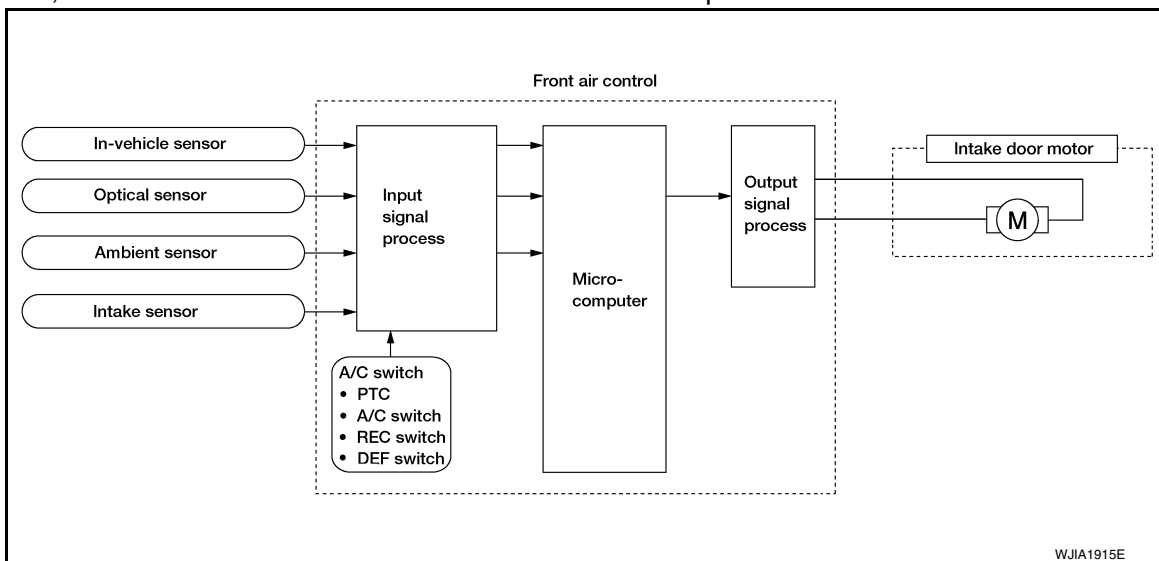 Front air control
In-vehicle sensor
Optical sensor
Ambient sensor
Intake sensor
Input
signal
process
A/C switch
• PTC
• A/C switch
• REC switch
• DEF switch
Micro-
computer
Output
signal
process
Intake door motor
M
WJIA1915E